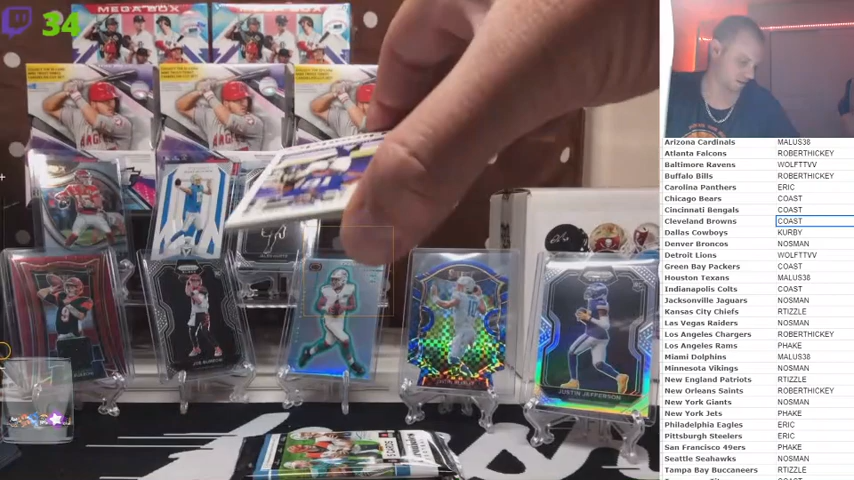 34
MEGA BOX
MEGA BOX
JUSTIN JEFFERSON
Arizona Cardinals MALUS38
Atlanta Falcons ROBERTHICKEY
Baltimore Ravens WOLFTTVV
Buffalo Bills ROBERTHICKEY
Carolina Panthers ERIC
Chicago Bears COAST
Cincinnati Bengals COAST
Cleveland Browns COAST
Dallas Cowboys KURBY
Denver Broncos NOSMAN
Detroit Lions WOLFTTVV
Green Bay Packers COAST
Houston Texans MALUS38
Indianapolis Colts COAST
Jacksonville Jaguars NOSMAN
Kansas City Chiefs RTIZZLE
Las Vegas Raiders NOSMAN
Los Angeles Chargers ROBERTHICKEY
Los Angeles Rams PHAKE
Miami Dolphins MALUS38
Minnesota Vikings NOSMAN
New England Patriots RTIZZLE
New Orleans Saints ROBERTHICKEY
New York Giants NOSMAN
New York Jets PHAKE
Philadelphia Eagles ERIC
Pittsburgh Steelers ERIC
San Francisco 49ers PHAKE
Seattle Seahawks NOSMAN
Tampa Bay Buccaneers RTIZZLE